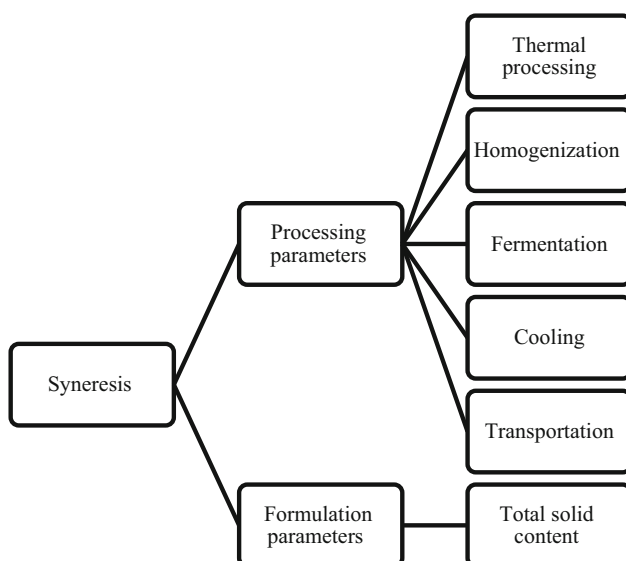 Thermal
processing
Homogenization
Processing
parameters
Fermentation
Cooling
Syneresis
Transportation
Formulation
parameters
Total solid
content